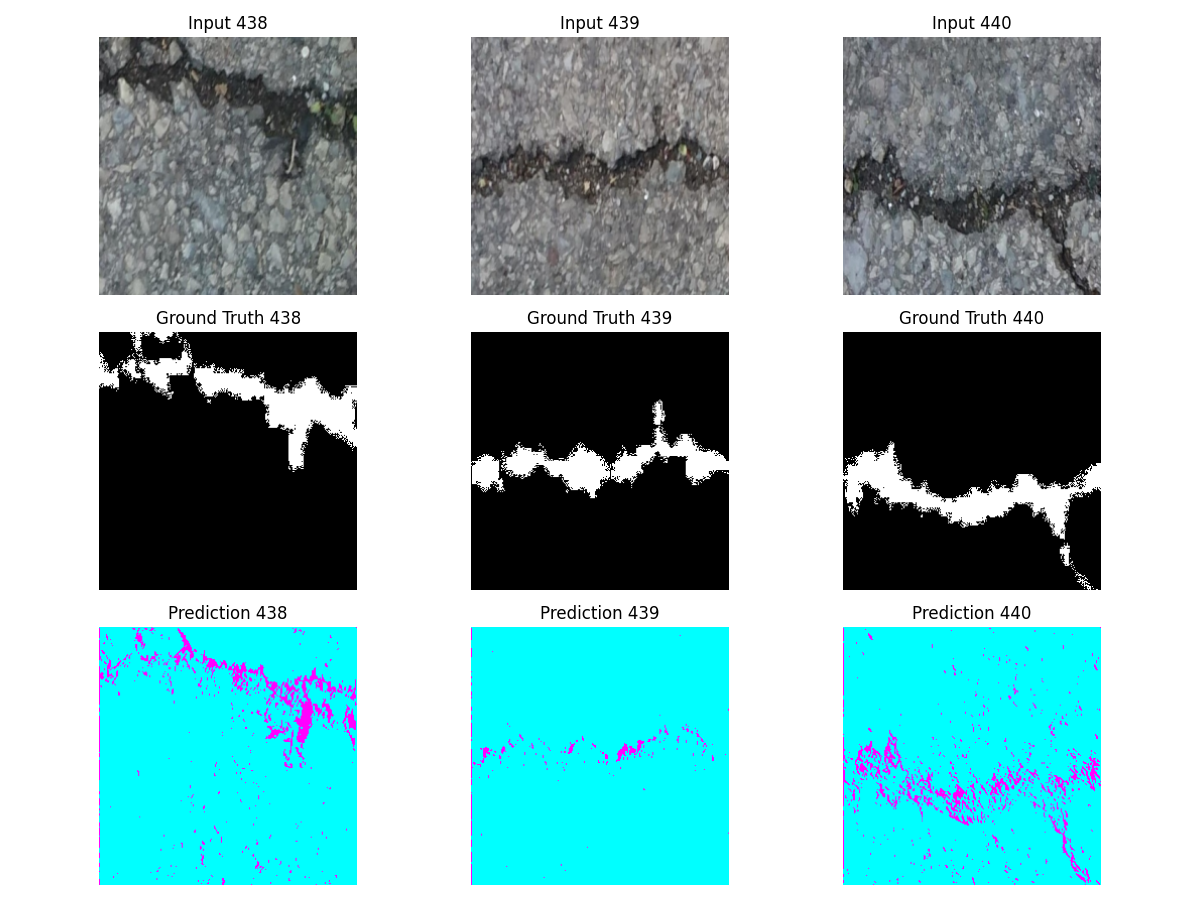 Input 438
Input 439
Input 440
Ground Truth 438
Ground Truth 439
Ground Truth 440
Prediction 438
Prediction 439
Prediction 440